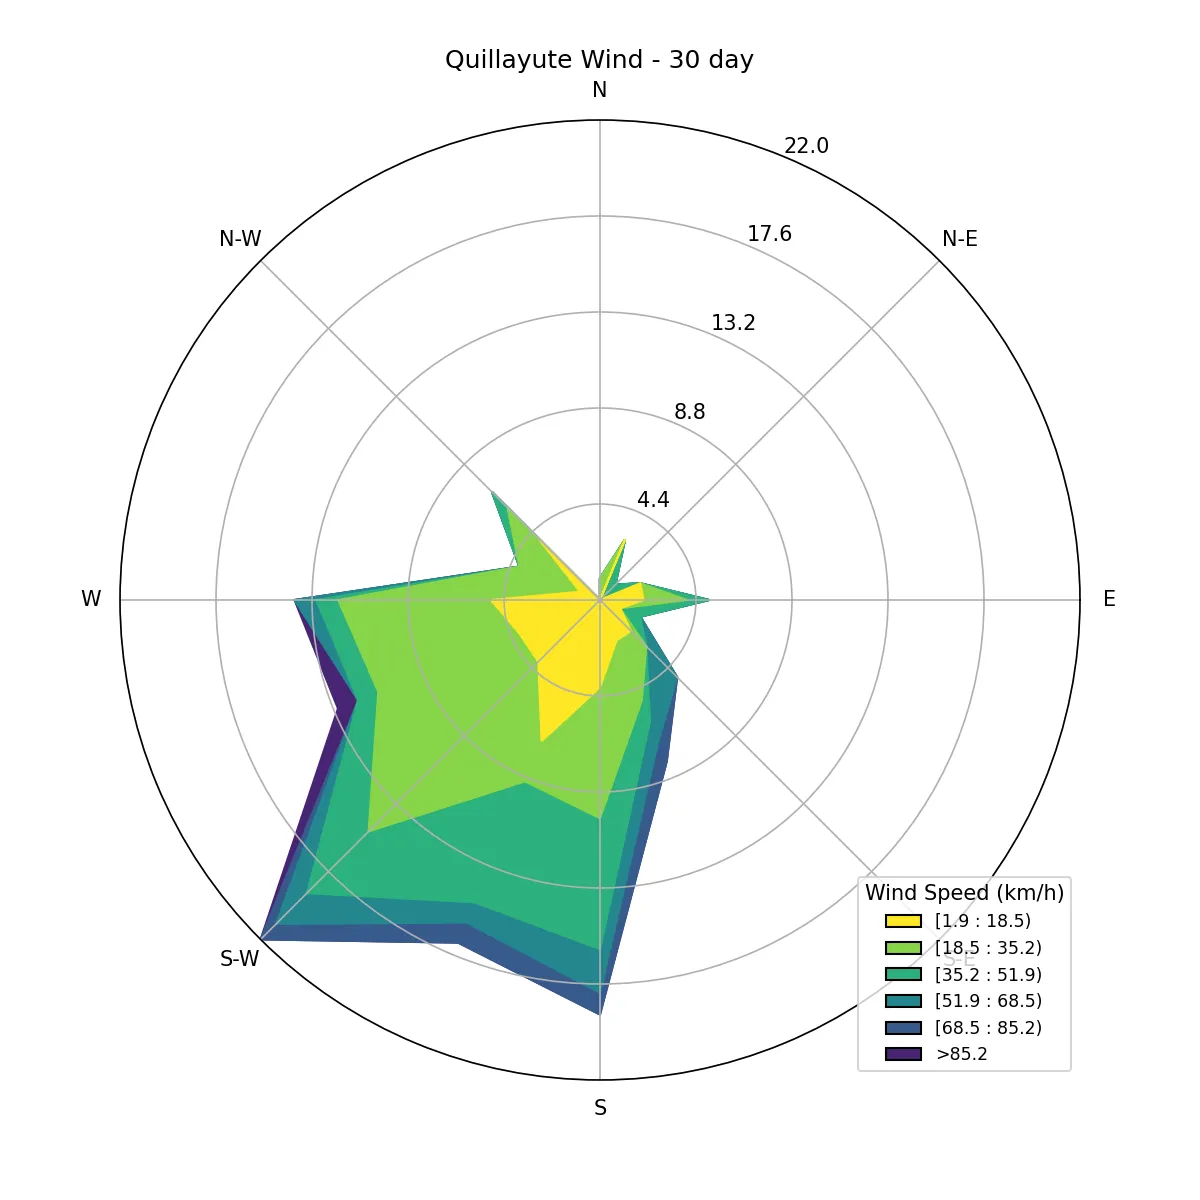 Quillayute Wind - 30 day
N
22.0
N-W
17.6
N-E
13.2
8.8
4.4
W
E
S-W
S-E
S
Wind Speed (km/h)
[1.9 : 18.5)
[18.5 : 35.2)
[35.2 : 51.9)
[51.9 : 68.5)
[68.5 : 85.2)
>85.2